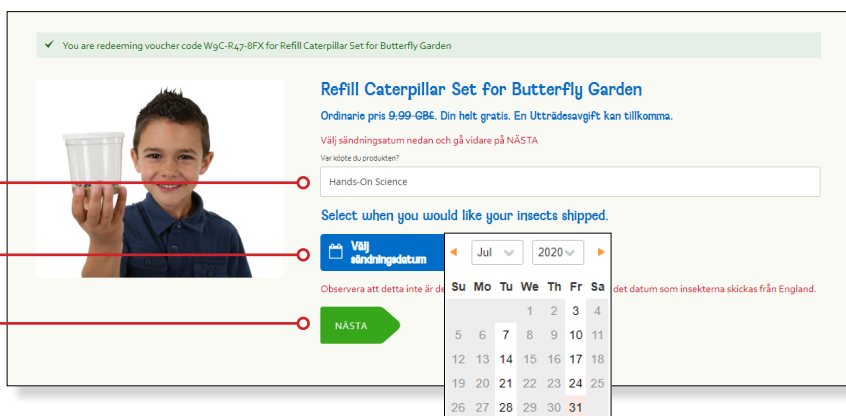 You are redeeming voucher code W9C-R47-8FX for Refill Caterpillar Set for Butterfly Garden
Refill Caterpillar Set for Butterfly Garden
Ordinarie pris 9,99 GB£. Din helt gratis. En Utträdesavgift kan tillkomma.
Välj sändningsatum nedan och gå vidare på NÄSTA
Var köpte du produkten?
Hands-On Science
Select when you would like your insects shipped.
Välj
sändningsdatum
Observera att detta inte är de
det datum som insekterna skickas från England.
NÄSTA
Jul 2020
Su Mo Tu We Th Fr Sa
1 2 3 4
5 6 7 8 9 10 11
12 13 14 15 16 17 18
19 20 21 22 23 24 25
26 27 28 29 30 31